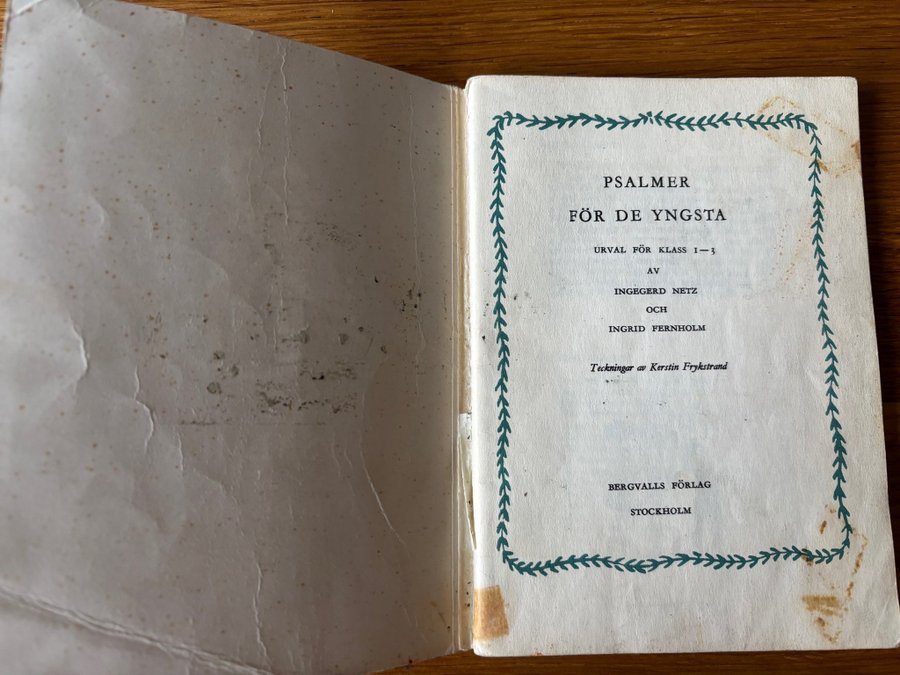 PSALMER
FÖR DE YNGSTA
URVAL FÖR KLASS 1—3
AV
INGEGERD NETZ
OCH
INGRID FERNHOLM
Teckningar av Kerstin Frykstrand
BERGVALLS FÖRLAG
STOCKHOLM